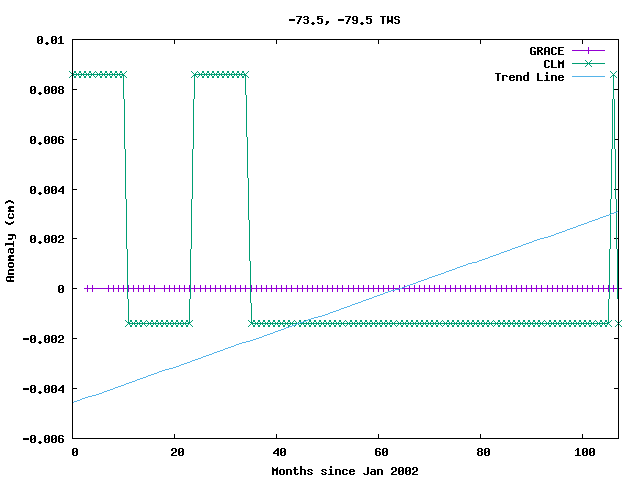 -73.5, -79.5 TWS
0.01
0.008
0.006
0.004
0.002
0
-0.002
-0.004
-0.006
Anomaly (cm)
GRACE
CLM
Trend Line
0 20 40 60 80 100
Months since Jan 2002